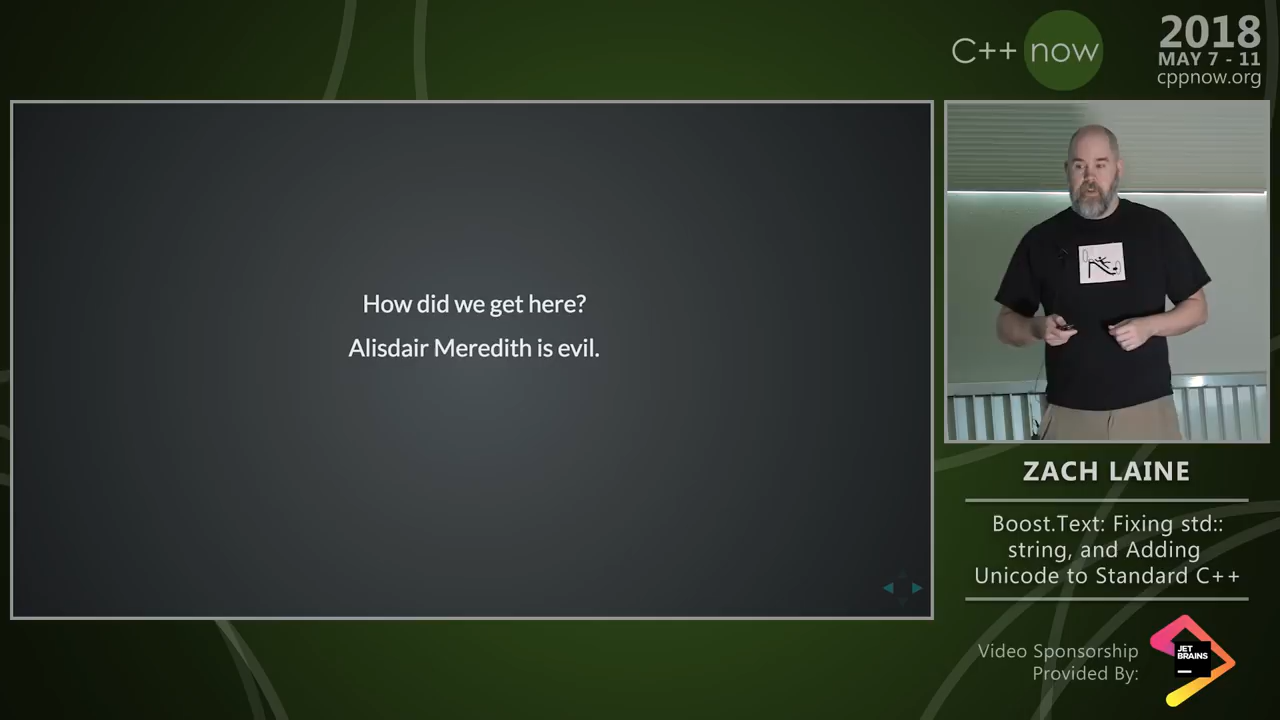 C++ now
2018
MAY 7 - 11
cppnow.org
How did we get here?
Alisdair Meredith is evil.
ZACH LAINE
Boost.Text: Fixing std::
string, and Adding
Unicode to Standard C++
Video Sponsorship
Provided By:
JET
BRAINS